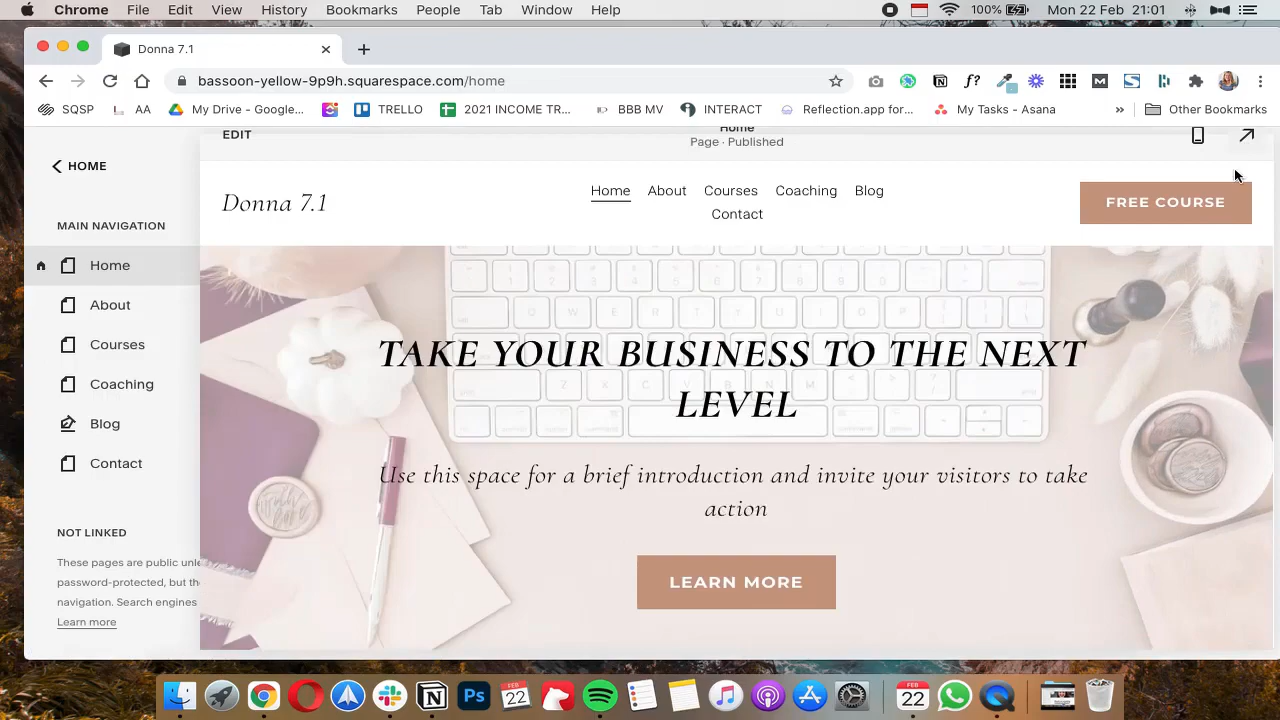 Chrome File Edit View History Bookmarks People Tab Window Help 100% Mon 22 Feb 21:01
Donna 7.1
bassoon-yellow-9p9h.squarespace.com/home
SQSP AA My Drive - Google... TRELLO 2021 INCOME TR... BBB MV INTERACT Reflection.app for... My Tasks - Asana » Other Bookmarks
EDIT
Home
Page · Published
HOME
MAIN NAVIGATION
Home
About
Courses
Coaching
Blog
Contact
NOT LINKED
These pages are public unle
password-protected, but the
navigation. Search engines
Learn more
Donna 7.1
Home About Courses Coaching Blog
Contact
FREE COURSE
TAKE YOUR BUSINESS TO THE NEXT
LEVEL
Use this space for a brief introduction and invite your visitors to take
action
LEARN MORE